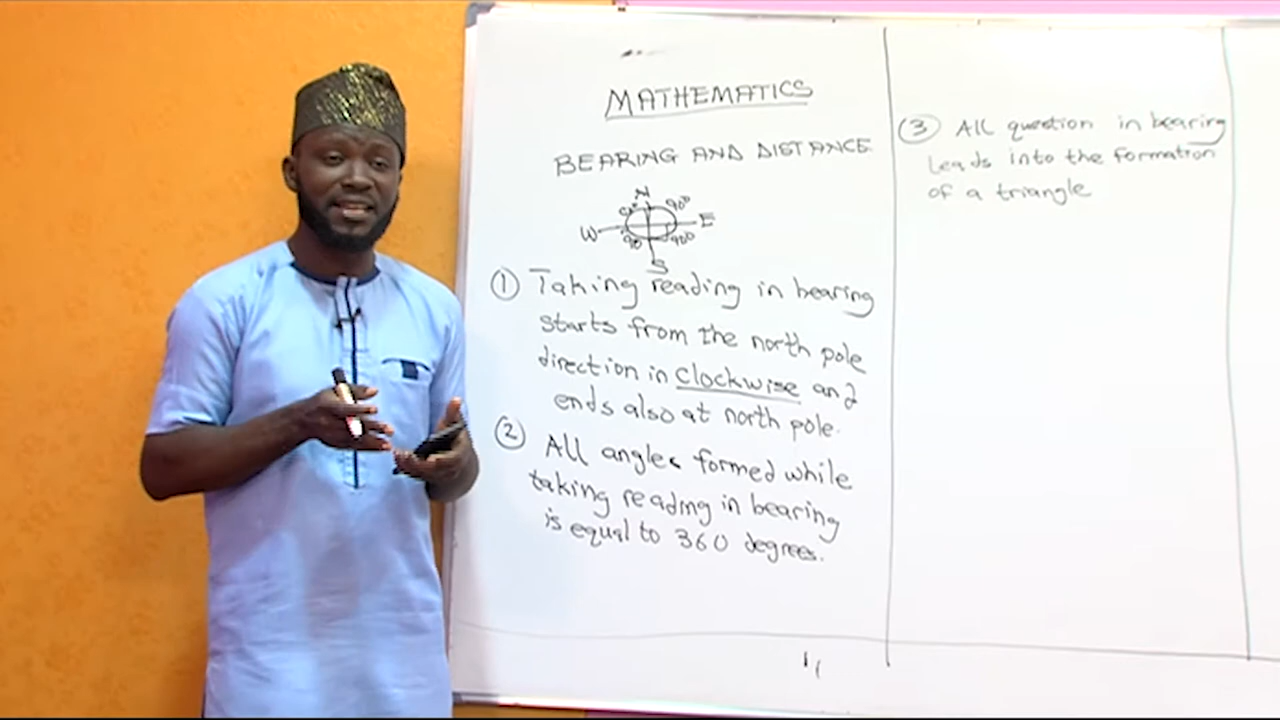 MATHEMATICS
BEARING AND DISTANCE
N
90°
W
E
90
90°
S
① Taking reading in bearing
starts from the north pole
direction in Clockwise and
ends also at north pole.
② All angles formed while
taking reading in bearing
is equal to 360 degrees.
③ All question in bearing
leads into the formation
of a triangle